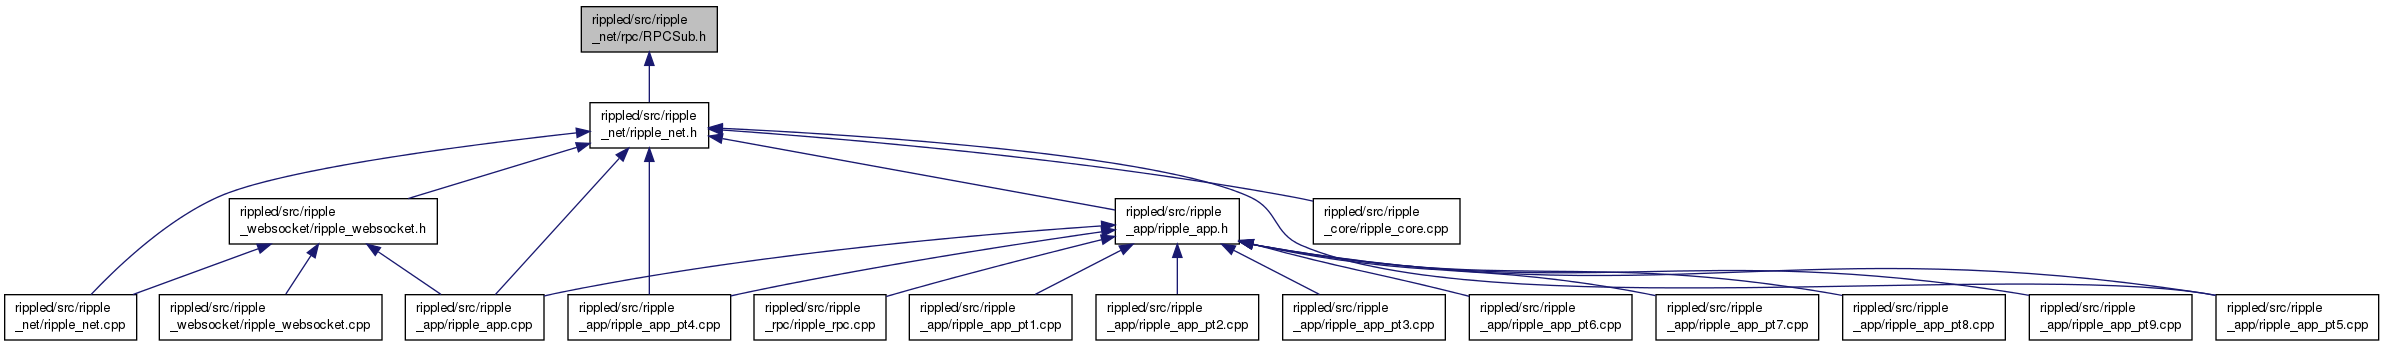 rippled/src/ripple
_net/rpc/RPCSub.h
rippled/src/ripple
_net/ripple_net.h
rippled/src/ripple
_websocket/ripple_websocket.h
rippled/src/ripple
_app/ripple_app.h
rippled/src/ripple
_core/ripple_core.cpp
rippled/src/ripple
_net/ripple_net.cpp
rippled/src/ripple
_websocket/ripple_websocket.cpp
rippled/src/ripple
_app/ripple_app.cpp
rippled/src/ripple
_app/ripple_app_pt4.cpp
rippled/src/ripple
_rpc/ripple_rpc.cpp
rippled/src/ripple
_app/ripple_app_pt1.cpp
rippled/src/ripple
_app/ripple_app_pt2.cpp
rippled/src/ripple
_app/ripple_app_pt3.cpp
rippled/src/ripple
_app/ripple_app_pt6.cpp
rippled/src/ripple
_app/ripple_app_pt7.cpp
rippled/src/ripple
_app/ripple_app_pt8.cpp
rippled/src/ripple
_app/ripple_app_pt9.cpp
rippled/src/ripple
_app/ripple_app_pt5.cpp